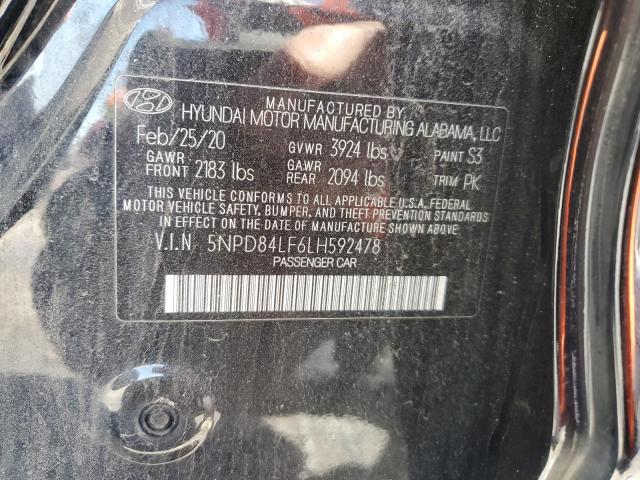 MANUFACTURED BY
HYUNDAI MOTOR MANUFACTURING ALABAMA, LLC
Feb/25/20 GVWR 3924 lbs PAINT S3
GAWR FRONT 2183 lbs GAWR REAR 2094 lbs TRIM PK
THIS VEHICLE CONFORMS TO ALL APPLICABLE U.S.A. FEDERAL
MOTOR VEHICLE SAFETY, BUMPER, AND THEFT PREVENTION STANDARDS
IN EFFECT ON THE DATE OF MANUFACTURE SHOWN ABOVE.
V.I.N. 5NPD84LF6LH592478
PASSENGER CAR